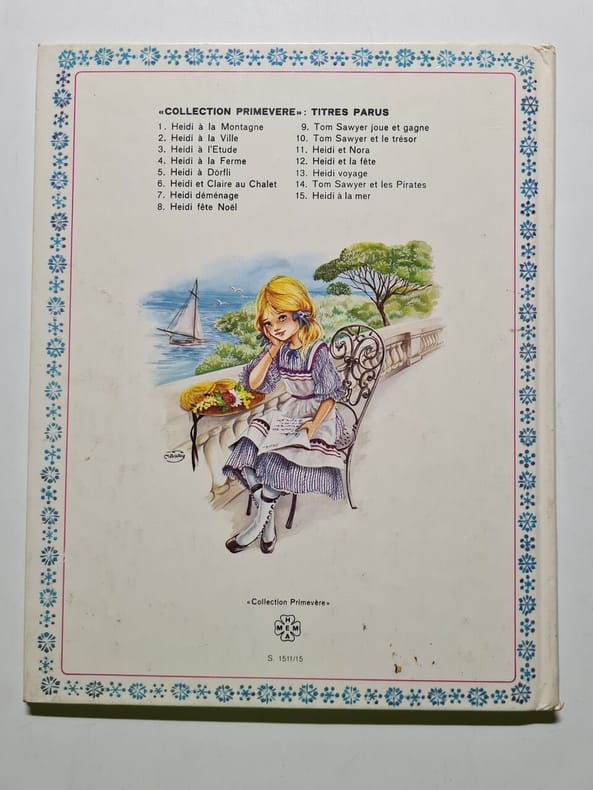 «COLLECTION PRIMEVERE»: TITRES PARUS
1. Heidi à la Montagne
2. Heidi à la Ville
3. Heidi à l'Etude
4. Heidi à la Ferme
5. Heidi à Dörfli
6. Heidi et Claire au Chalet
7. Heidi déménage
8. Heidi fête Noël
9. Tom Sawyer joue et gagne
10. Tom Sawyer et le trésor
11. Heidi et Nora
12. Heidi et la fête
13. Heidi voyage
14. Tom Sawyer et les Pirates
15. Heidi à la mer
«Collection Primevère»
HEMMA
S. 1511/15